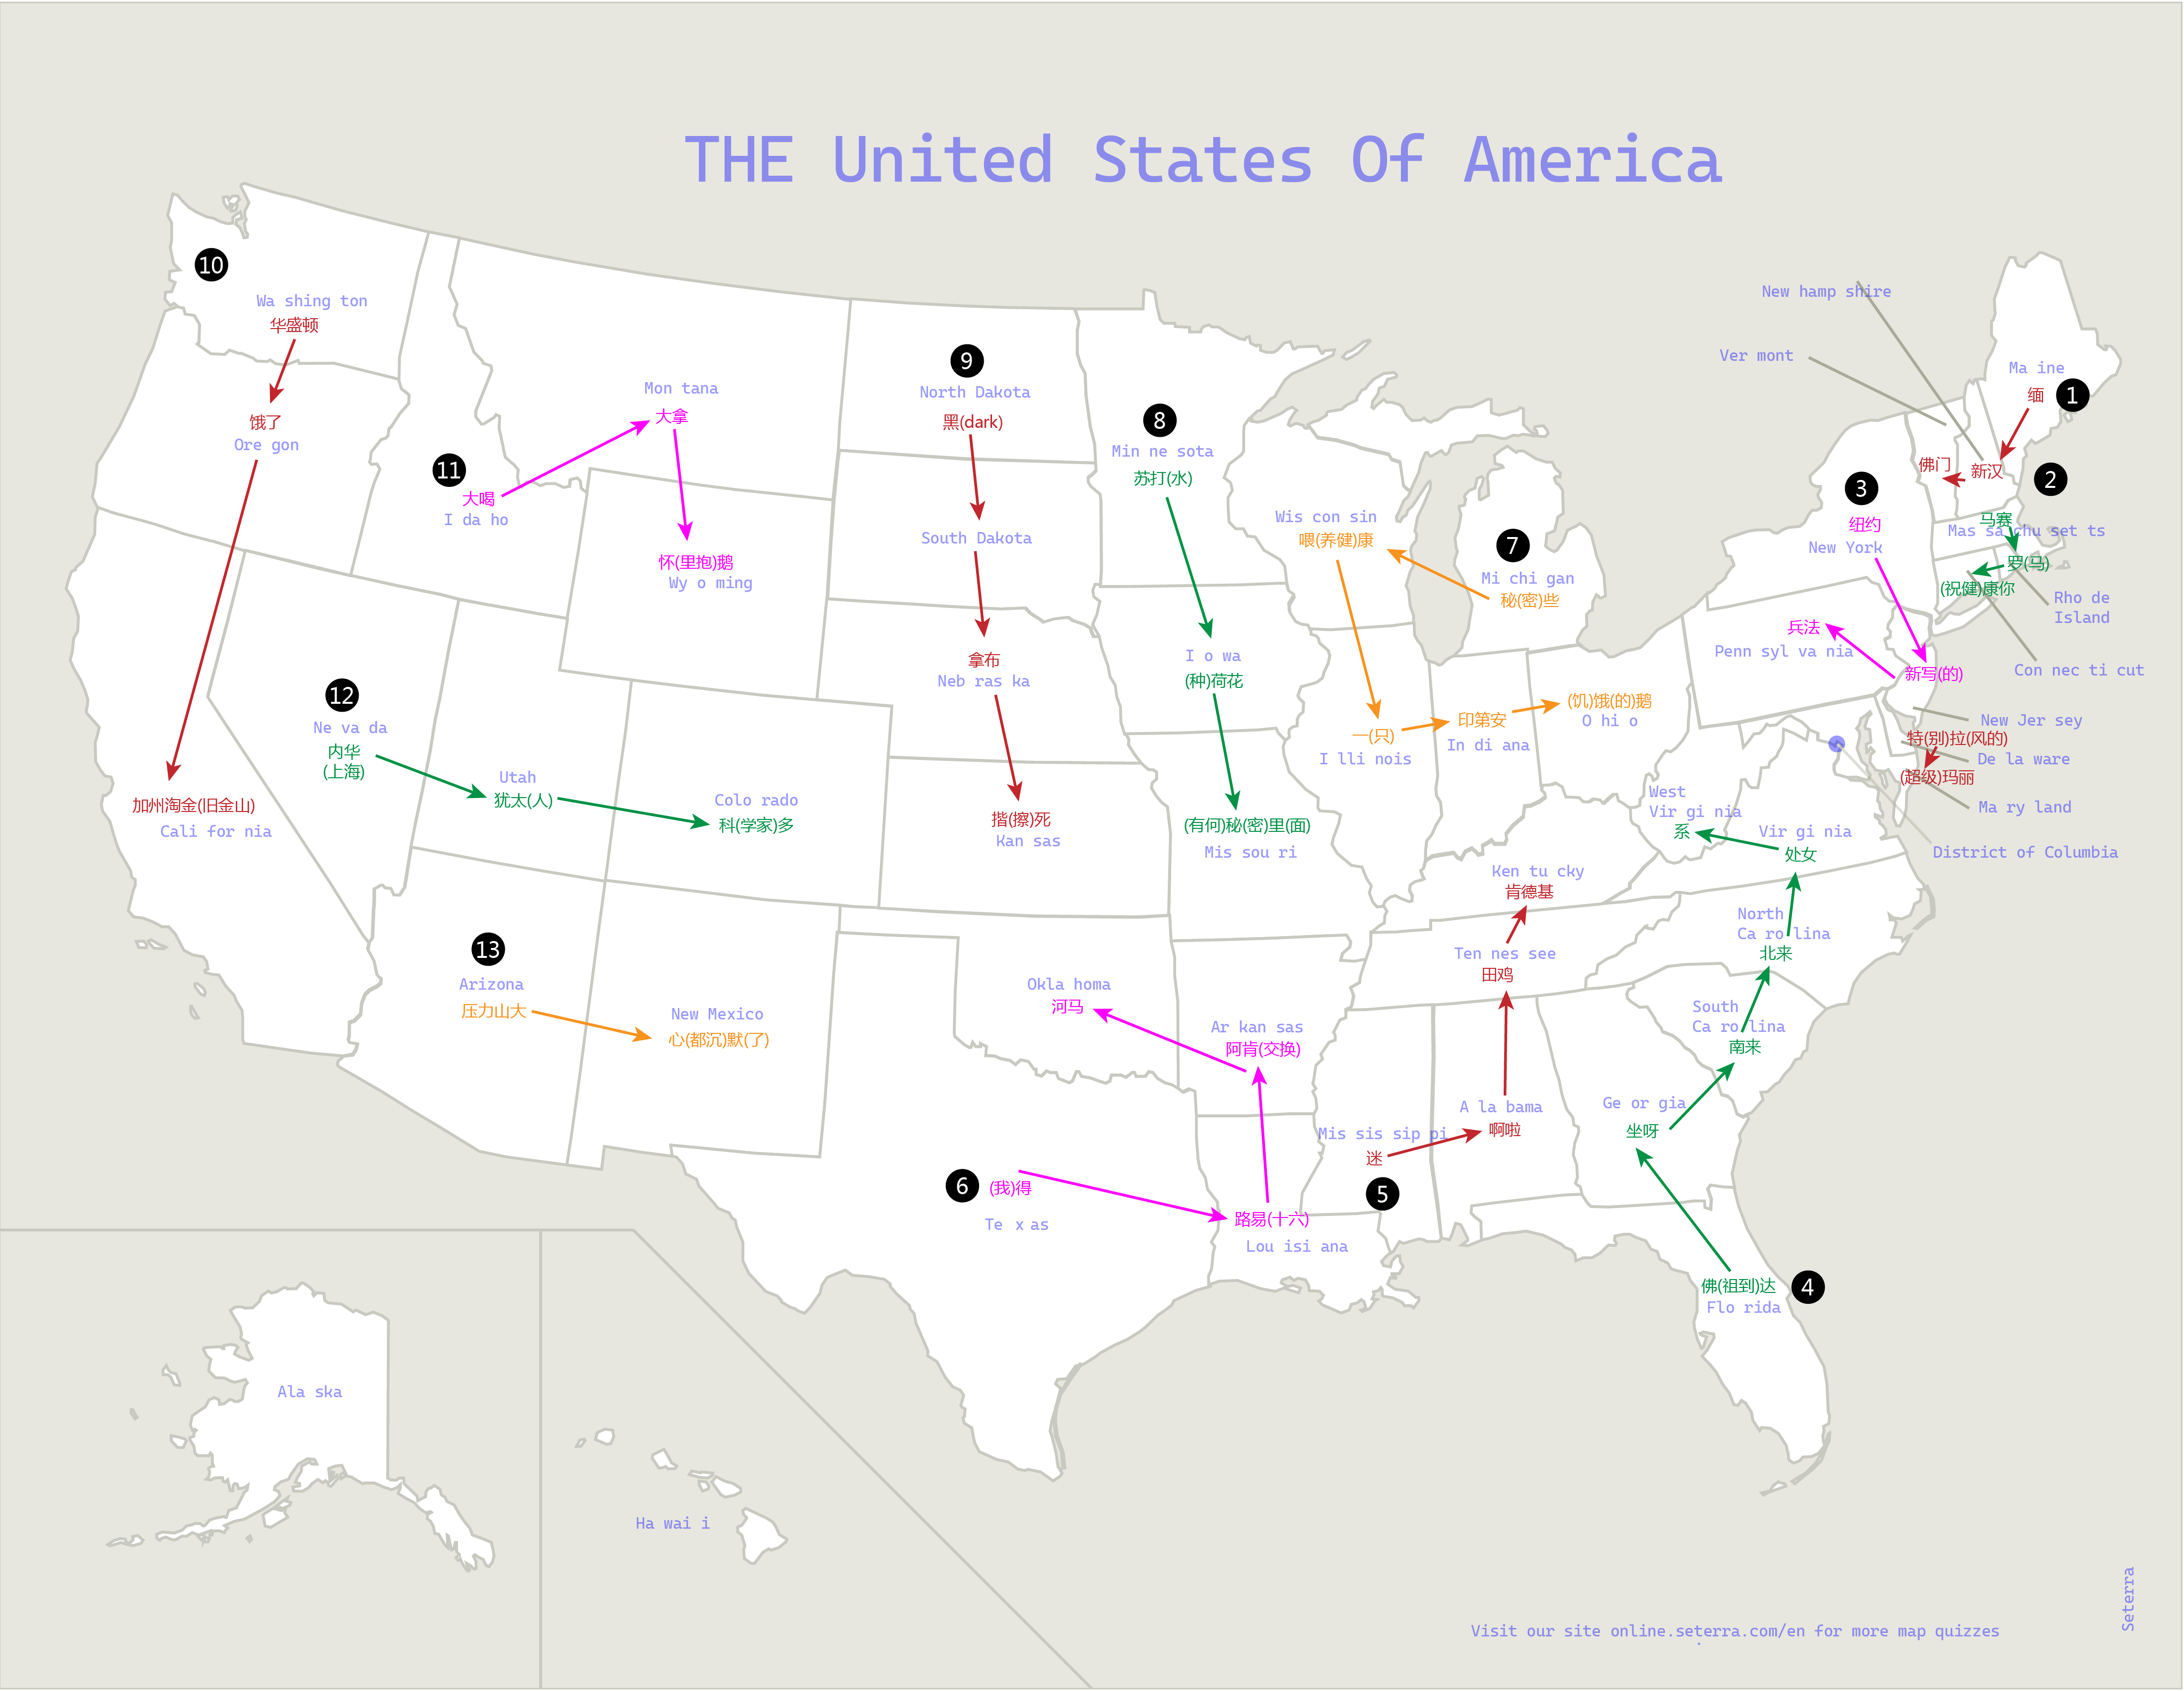 THE United States Of America
10
Wa shing ton
华盛顿
饿了
Ore gon
加州淘金(旧金山)
Cali for nia
11
大喝
I da ho
Mon tana
大拿
怀(里抱)鹅
Wy o ming
12
Ne va da
内华
(上海)
Utah
犹太(人)
Colo rado
科(学家)多
13
Arizona
压力山大
New Mexico
心(都沉)默(了)
9
North Dakota
黑(dark)
South Dakota
拿布
Neb ras ka
揩(擦)死
Kan sas
8
Min ne sota
苏打(水)
I o wa
(种)荷花
(有何)秘(密)里(面)
Mis sou ri
7
Mi chi gan
秘(密)些
Wis con sin
喂(养健)康
一(只)
I lli nois
印第安
In di ana
(饥)饿(的)鹅
O hi o
6
(我)得
Te x as
路易(十六)
Lou isi ana
Ar kan sas
阿肯(交换)
Okla homa
河马
5
Mis sis sip pi
迷
A la bama
啊啦
Ten nes see
田鸡
Ken tu cky
肯德基
4
佛(祖到)达
Flo rida
Ge or gia
坐呀
South
Ca ro lina
南来
North
Ca ro lina
北来
Vir gi nia
处女
West
Vir gi nia
系
3
纽约
New York
新写(的)
New Jer sey
兵法
Penn syl va nia
特(别)拉(风的)
De la ware
(超级)玛丽
Ma ry land
District of Columbia
1
Ma ine
缅
New hamp shire
新汉
Ver mont
佛门
2
马赛
Mas sa chu set ts
罗(马)
Rho de
Island
(祝健)康你
Con nec ti cut
Ala ska
Ha wai i
Visit our site online.seterra.com/en for more map quizzes
.
Seterra